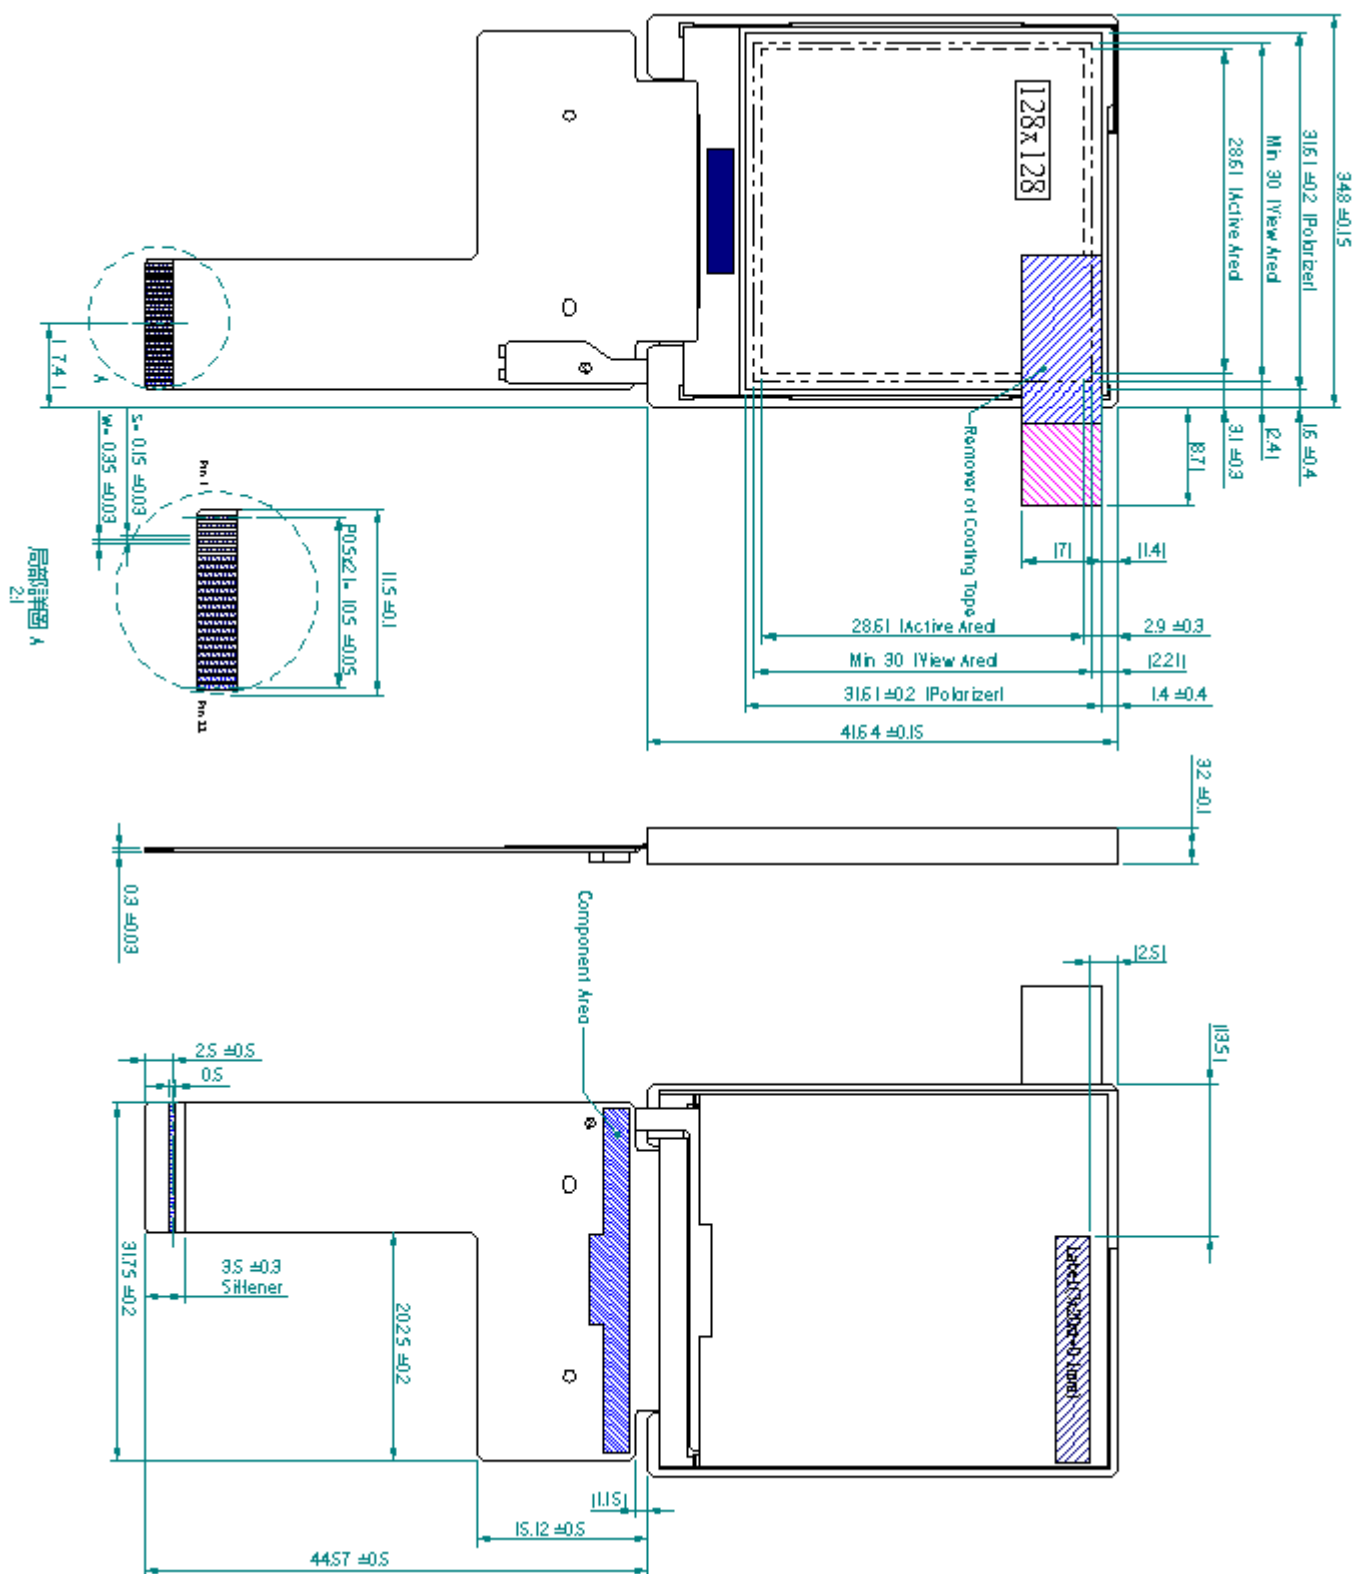 34.8 ±0.15
31.61 ±0.2 (Polarizer)
Min 30 (View Area)
28.61 (Active Area)
128x128
1.6 ±0.4
(2.4)
3.1 ±0.3
(8.7)
Remover of Coating Tape
(7)
(1.4)
28.61 (Active Area)
2.9 ±0.3
Min 30 (View Area)
(2.21)
31.61 ±0.2 (Polarizer)
1.4 ±0.4
41.64 ±0.15
(17.4)
A
W= 0.35 ±0.03
S= 0.15 ±0.03
Pin 1
P0.5x21= 10.5 ±0.05
11.5 ±0.1
Pin 22
局部詳圖 A
2:1
3.2 ±0.1
0.3 ±0.03
Component Area
(2.5)
(13.5)
2.5 ±0.5
0.5
31.75 ±0.2
3.5 ±0.3
Stiffener
20.25 ±0.2
(1.15)
15.12 ±0.5
44.57 ±0.5